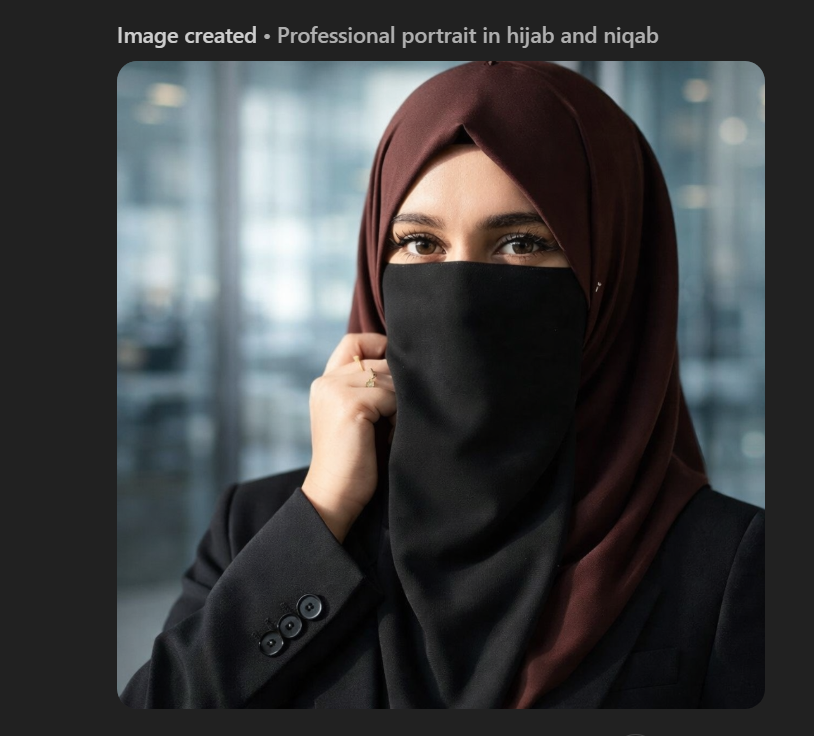 Image created • Professional portrait in hijab and niqab